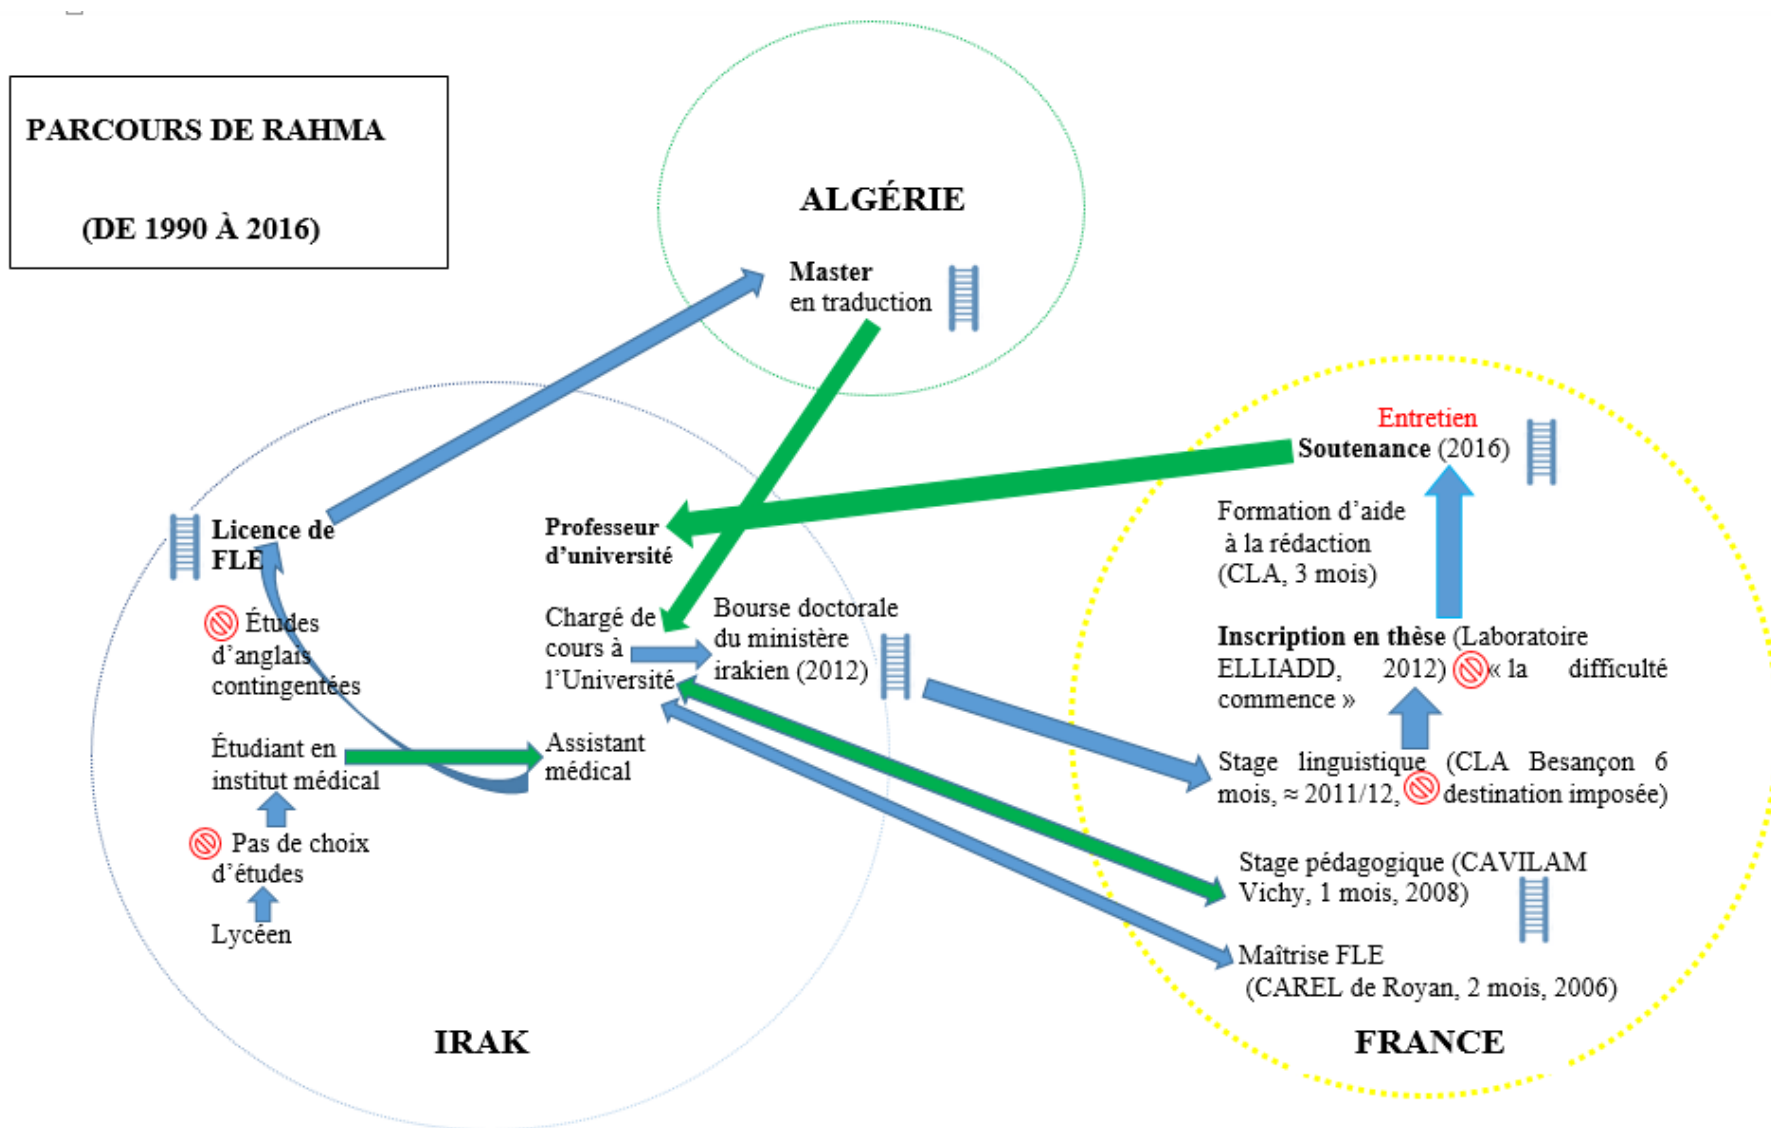 PARCOURS DE RAHMA
(DE 1990 À 2016)
ALGÉRIE
Master
en traduction
Licence de
FLE
Études
d’anglais
contingentées
Étudiant en
institut médical
Pas de choix
d’études
Lycéen
Professeur
d’université
Chargé de
cours à
l’Université
Assistant
médical
Bourse doctorale
du ministère
irakien (2012)
IRAK
Entretien
Soutenance (2016)
Formation d’aide
à la rédaction
(CLA, 3 mois)
Inscription en thèse (Laboratoire
ELLIADD, 2012) « la difficulté
commence »
Stage linguistique (CLA Besançon 6
mois, ≈ 2011/12, destination imposée)
Stage pédagogique (CAVILAM
Vichy, 1 mois, 2008)
Maîtrise FLE
(CAREL de Royan, 2 mois, 2006)
FRANCE